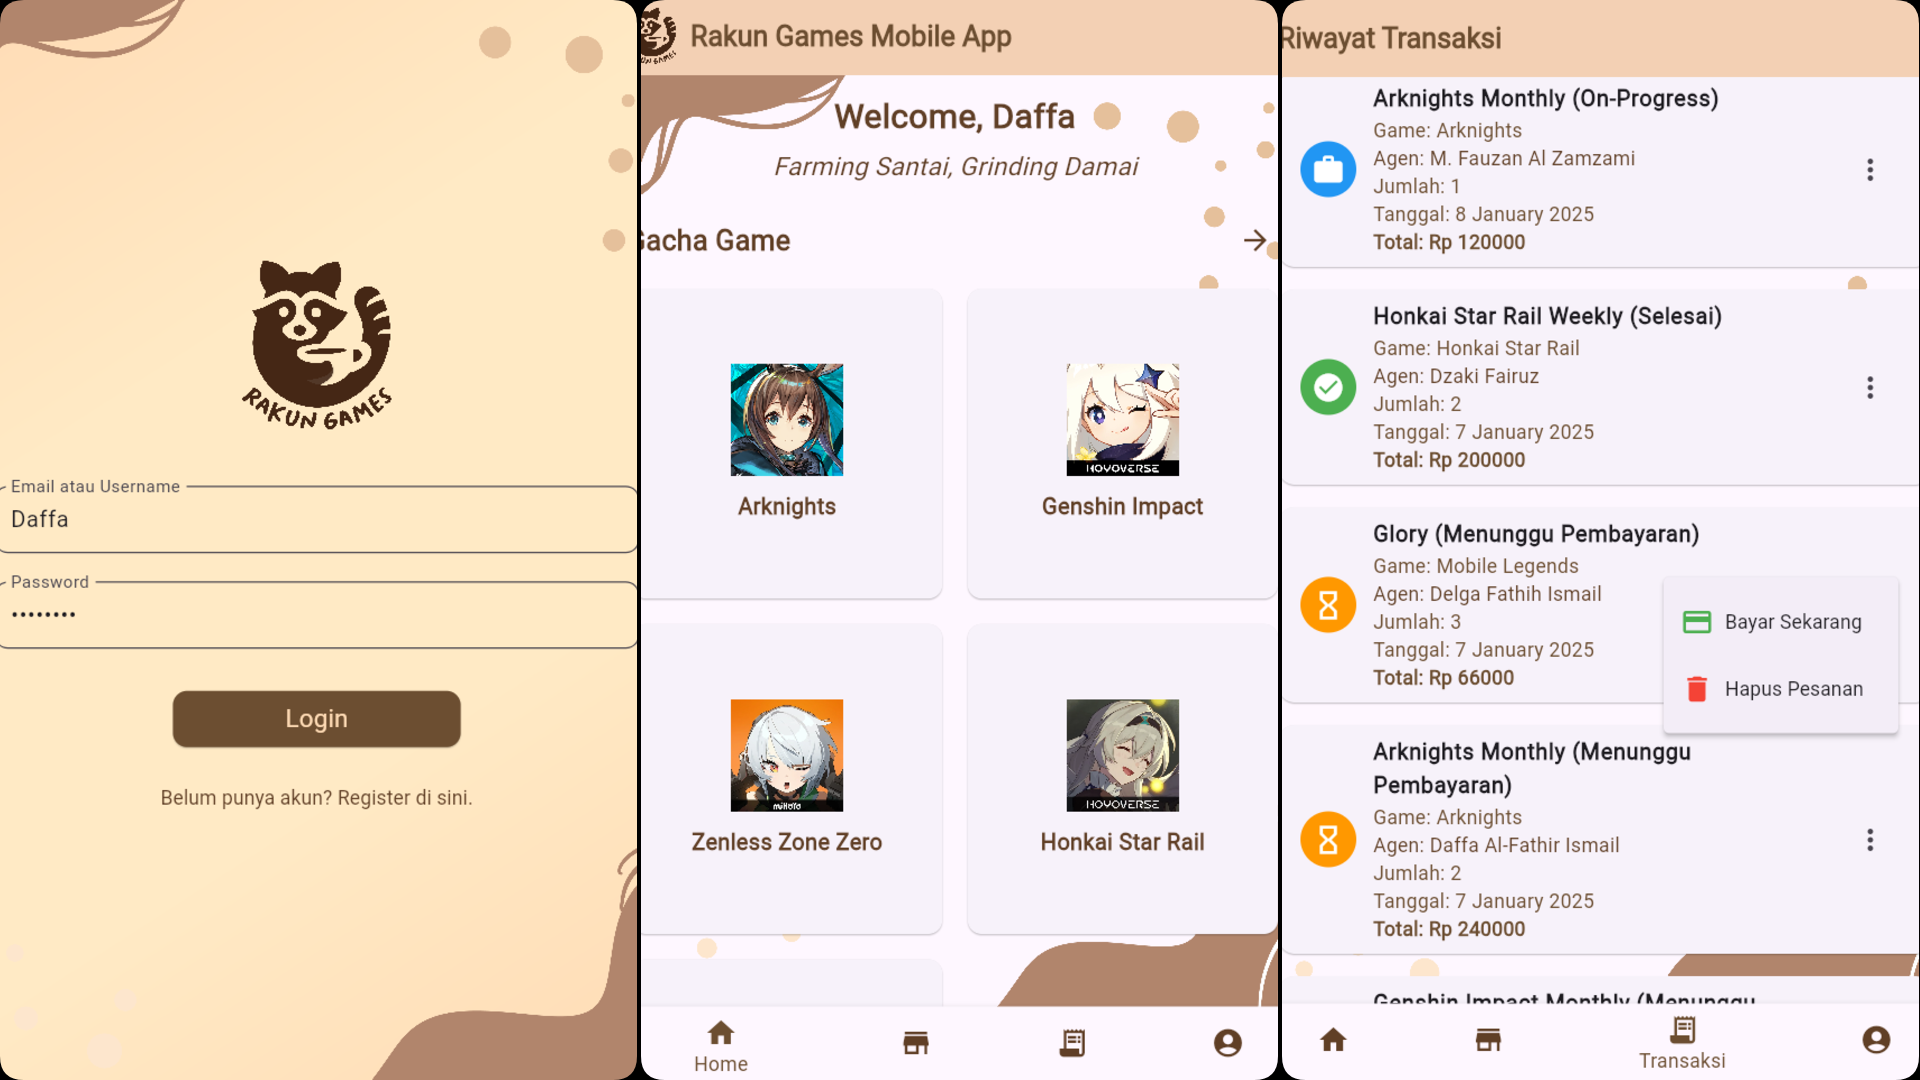 RAKUN GAMES
Email atau Username
Daffa
Password
Login
Belum punya akun? Register di sini.
Rakun Games Mobile App
Welcome, Daffa
Farming Santai, Grinding Damai
Gacha Game
Arknights
HOYOVERSE
Genshin Impact
miHoYo
Zenless Zone Zero
HOYOVERSE
Honkai Star Rail
Home
Riwayat Transaksi
Arknights Monthly (On-Progress)
Game: Arknights
Agen: M. Fauzan Al Zamzami
Jumlah: 1
Tanggal: 8 January 2025
Total: Rp 120000
Honkai Star Rail Weekly (Selesai)
Game: Honkai Star Rail
Agen: Dzaki Fairuz
Jumlah: 2
Tanggal: 7 January 2025
Total: Rp 200000
Glory (Menunggu Pembayaran)
Game: Mobile Legends
Agen: Delga Fathih Ismail
Jumlah: 3
Tanggal: 7 January 2025
Total: Rp 66000
Bayar Sekarang
Hapus Pesanan
Arknights Monthly (Menunggu
Pembayaran)
Game: Arknights
Agen: Daffa Al-Fathir Ismail
Jumlah: 2
Tanggal: 7 January 2025
Total: Rp 240000
Genshin Impact Monthly (Menunggu
Transaksi